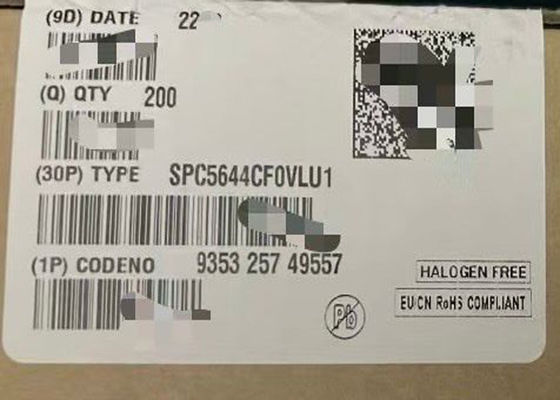 (9D) DATE 22
(Q) QTY 200
(30P) TYPE SPC5644CF0VLU1
(1P) CODENO 9353 257 49557
HALOGEN FREE
EU/CN RoHS COMPLIANT
Pb